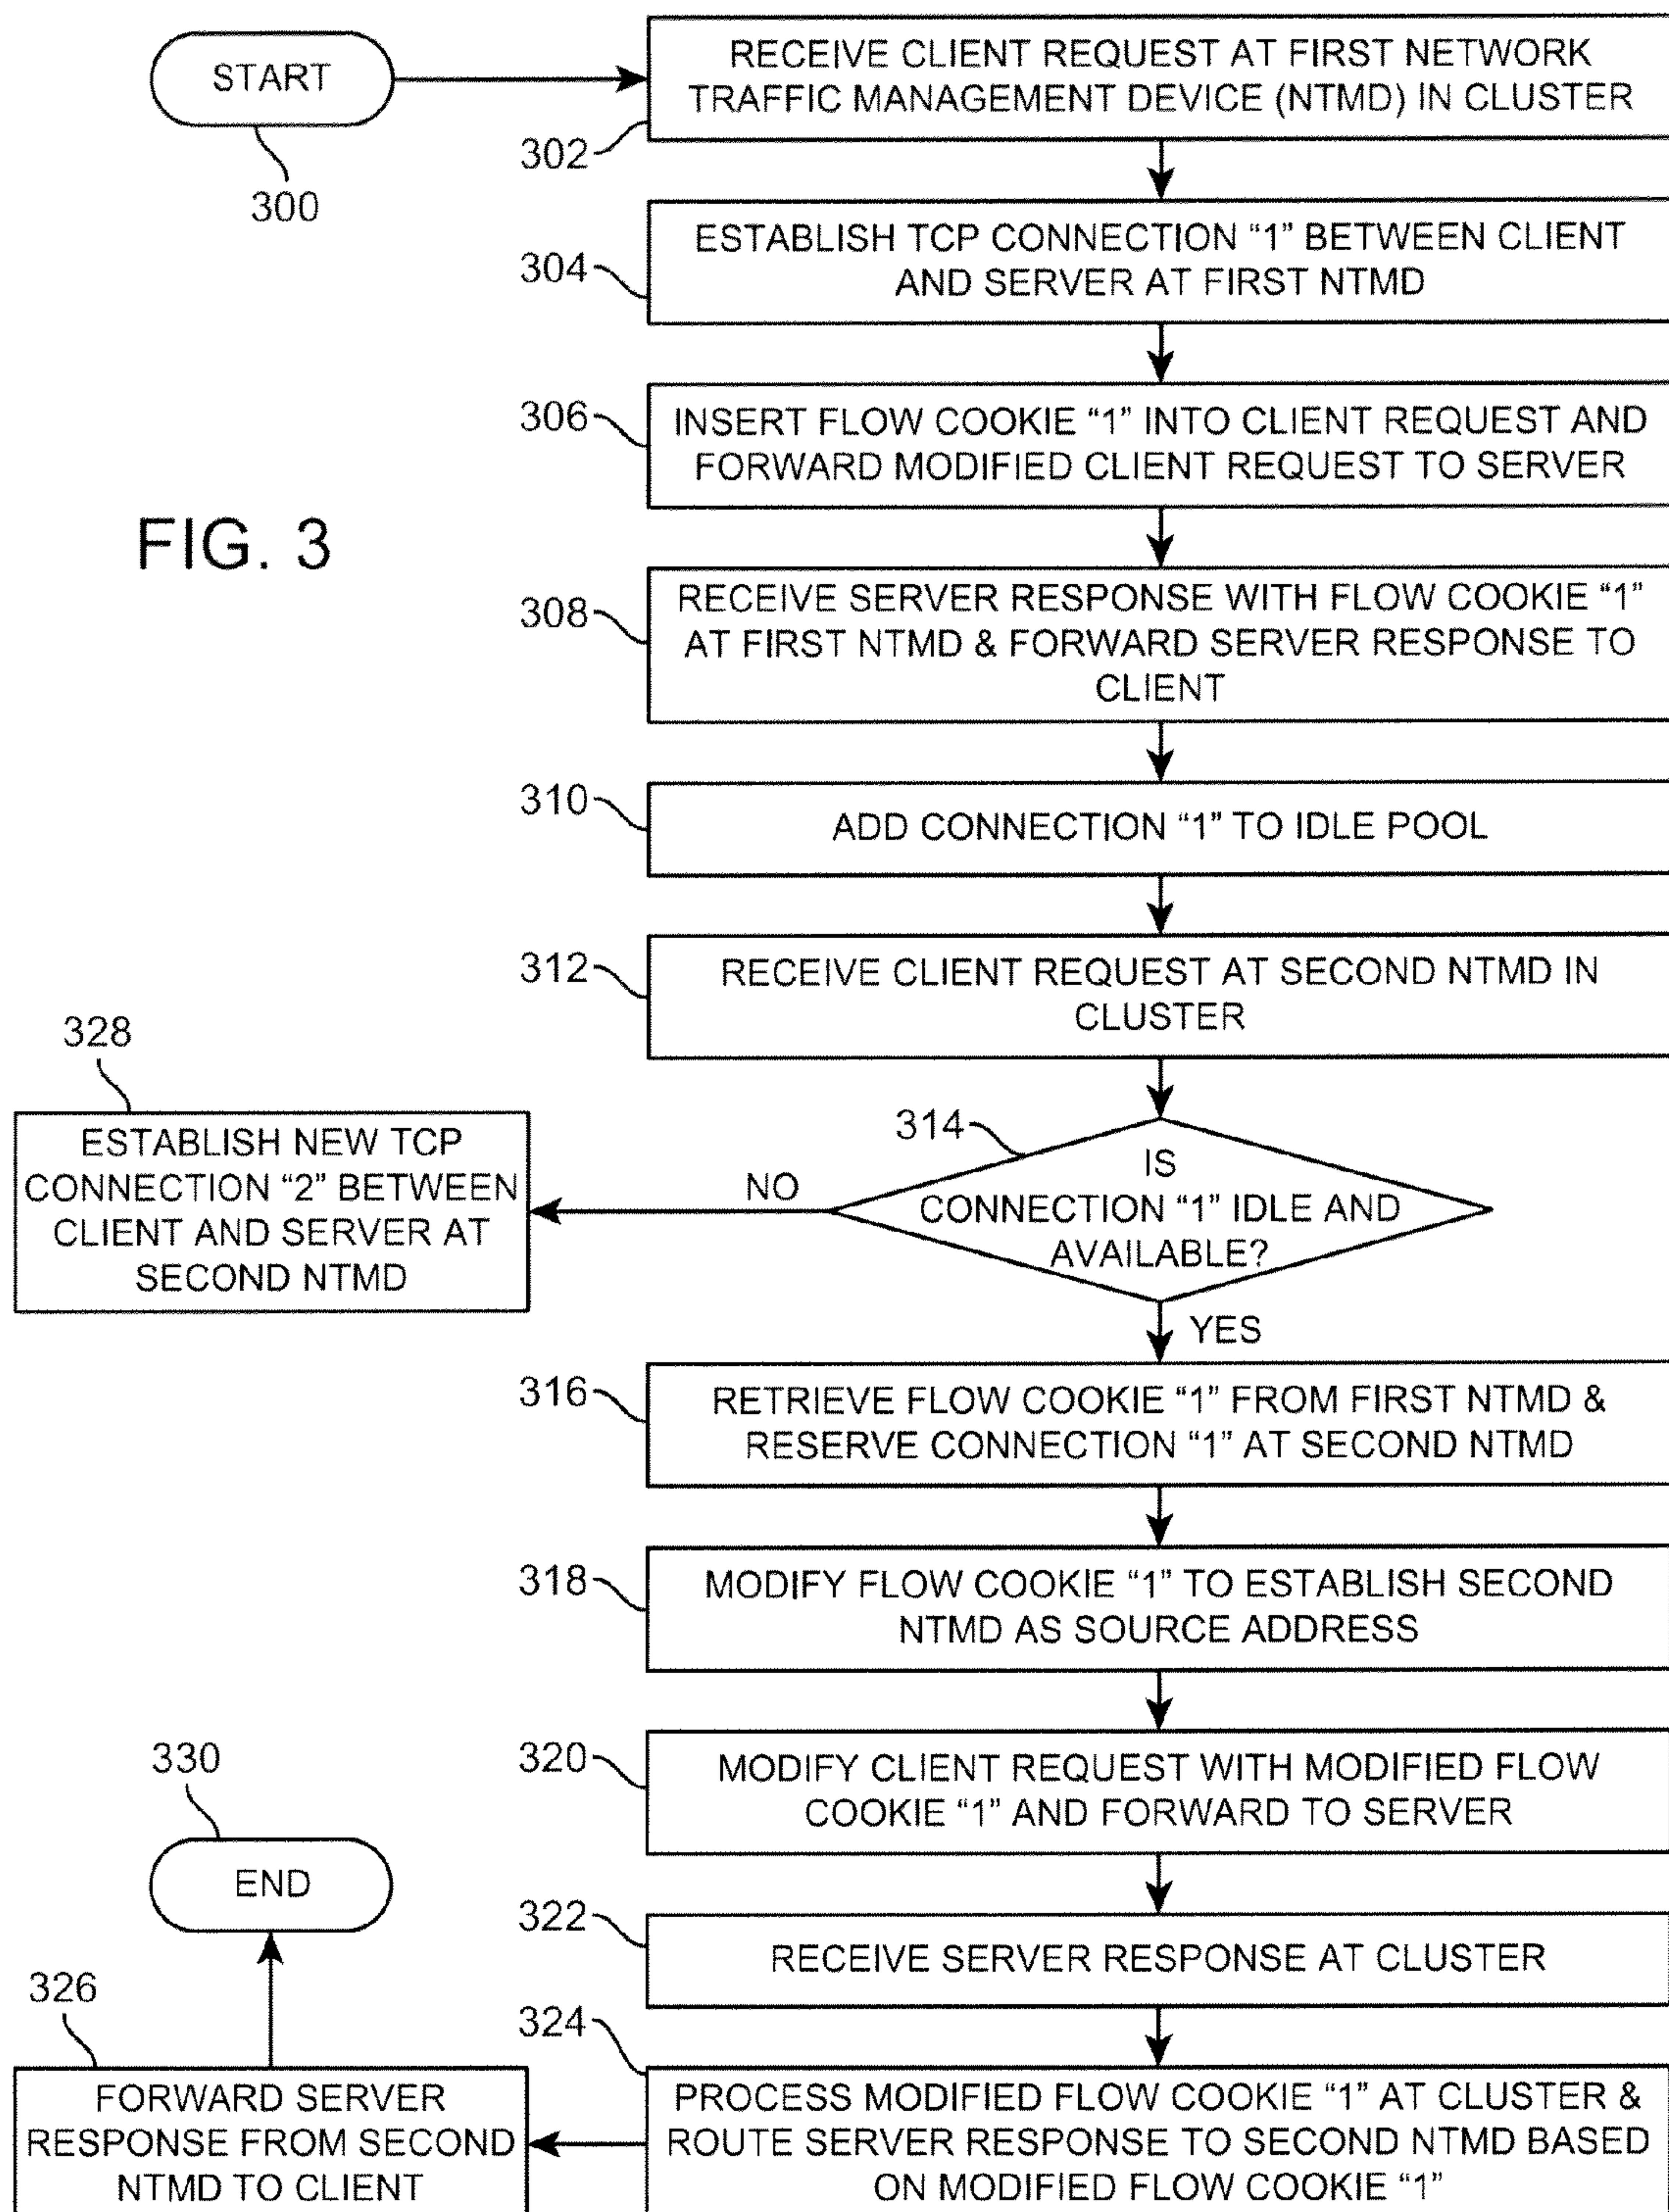 START
300
RECEIVE CLIENT REQUEST AT FIRST NETWORK
TRAFFIC MANAGEMENT DEVICE (NTMD) IN CLUSTER
302
ESTABLISH TCP CONNECTION “1” BETWEEN CLIENT
AND SERVER AT FIRST NTMD
304
INSERT FLOW COOKIE “1” INTO CLIENT REQUEST AND
FORWARD MODIFIED CLIENT REQUEST TO SERVER
306
FIG. 3
RECEIVE SERVER RESPONSE WITH FLOW COOKIE “1”
AT FIRST NTMD & FORWARD SERVER RESPONSE TO
CLIENT
308
ADD CONNECTION “1” TO IDLE POOL
310
RECEIVE CLIENT REQUEST AT SECOND NTMD IN
CLUSTER
312
IS
CONNECTION “1” IDLE AND
AVAILABLE?
314
NO
328
ESTABLISH NEW TCP
CONNECTION “2” BETWEEN
CLIENT AND SERVER AT
SECOND NTMD
YES
RETRIEVE FLOW COOKIE “1” FROM FIRST NTMD &
RESERVE CONNECTION “1” AT SECOND NTMD
316
MODIFY FLOW COOKIE “1” TO ESTABLISH SECOND
NTMD AS SOURCE ADDRESS
318
MODIFY CLIENT REQUEST WITH MODIFIED FLOW
COOKIE “1” AND FORWARD TO SERVER
320
RECEIVE SERVER RESPONSE AT CLUSTER
322
PROCESS MODIFIED FLOW COOKIE “1” AT CLUSTER &
ROUTE SERVER RESPONSE TO SECOND NTMD BASED
ON MODIFIED FLOW COOKIE “1”
324
326
FORWARD SERVER
RESPONSE FROM SECOND
NTMD TO CLIENT
330
END